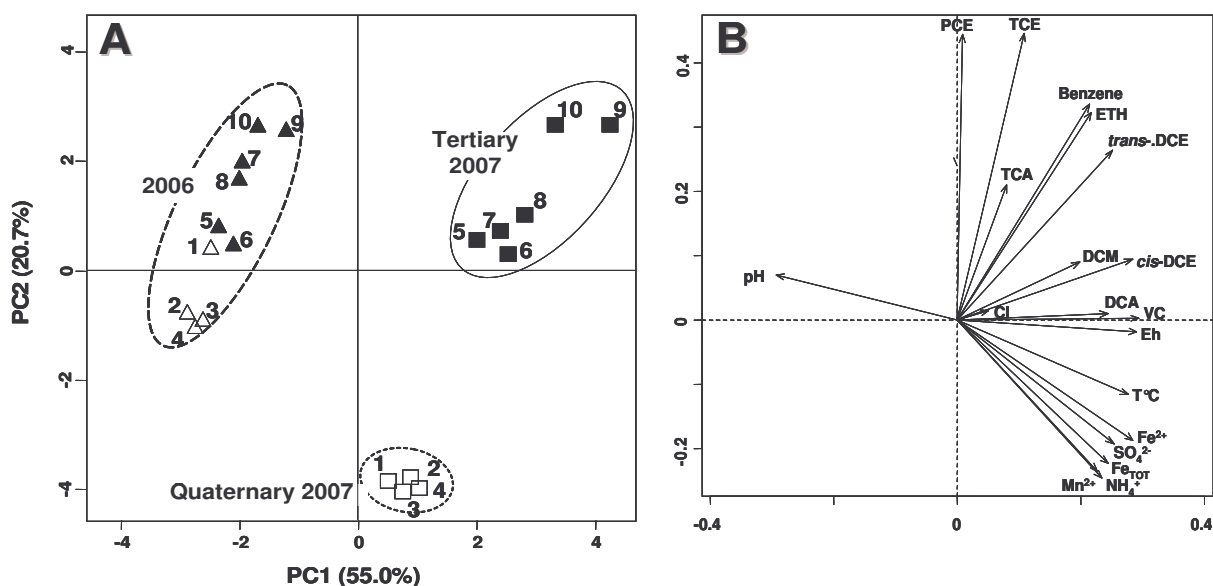 A
4
2
0
-2
-4
PC2 (20.7%)
10
9
7
8
2006
5
6
1
2
3
4
Tertiary
2007
10
9
8
7
5
6
Quaternary 2007
1
2
4
3
-4
-2
0
2
4
PC1 (55.0%)
B
0.4
0.2
0
-0.2
PCE
TCE
Benzene
ETH
trans-.DCE
TCA
DCM
cis-DCE
pH
Cl
DCA
VC
Eh
T°C
Fe²⁺
SO₄²⁻
Fe_TOT
Mn²⁺
NH₄⁺
-0.4
0
0.4